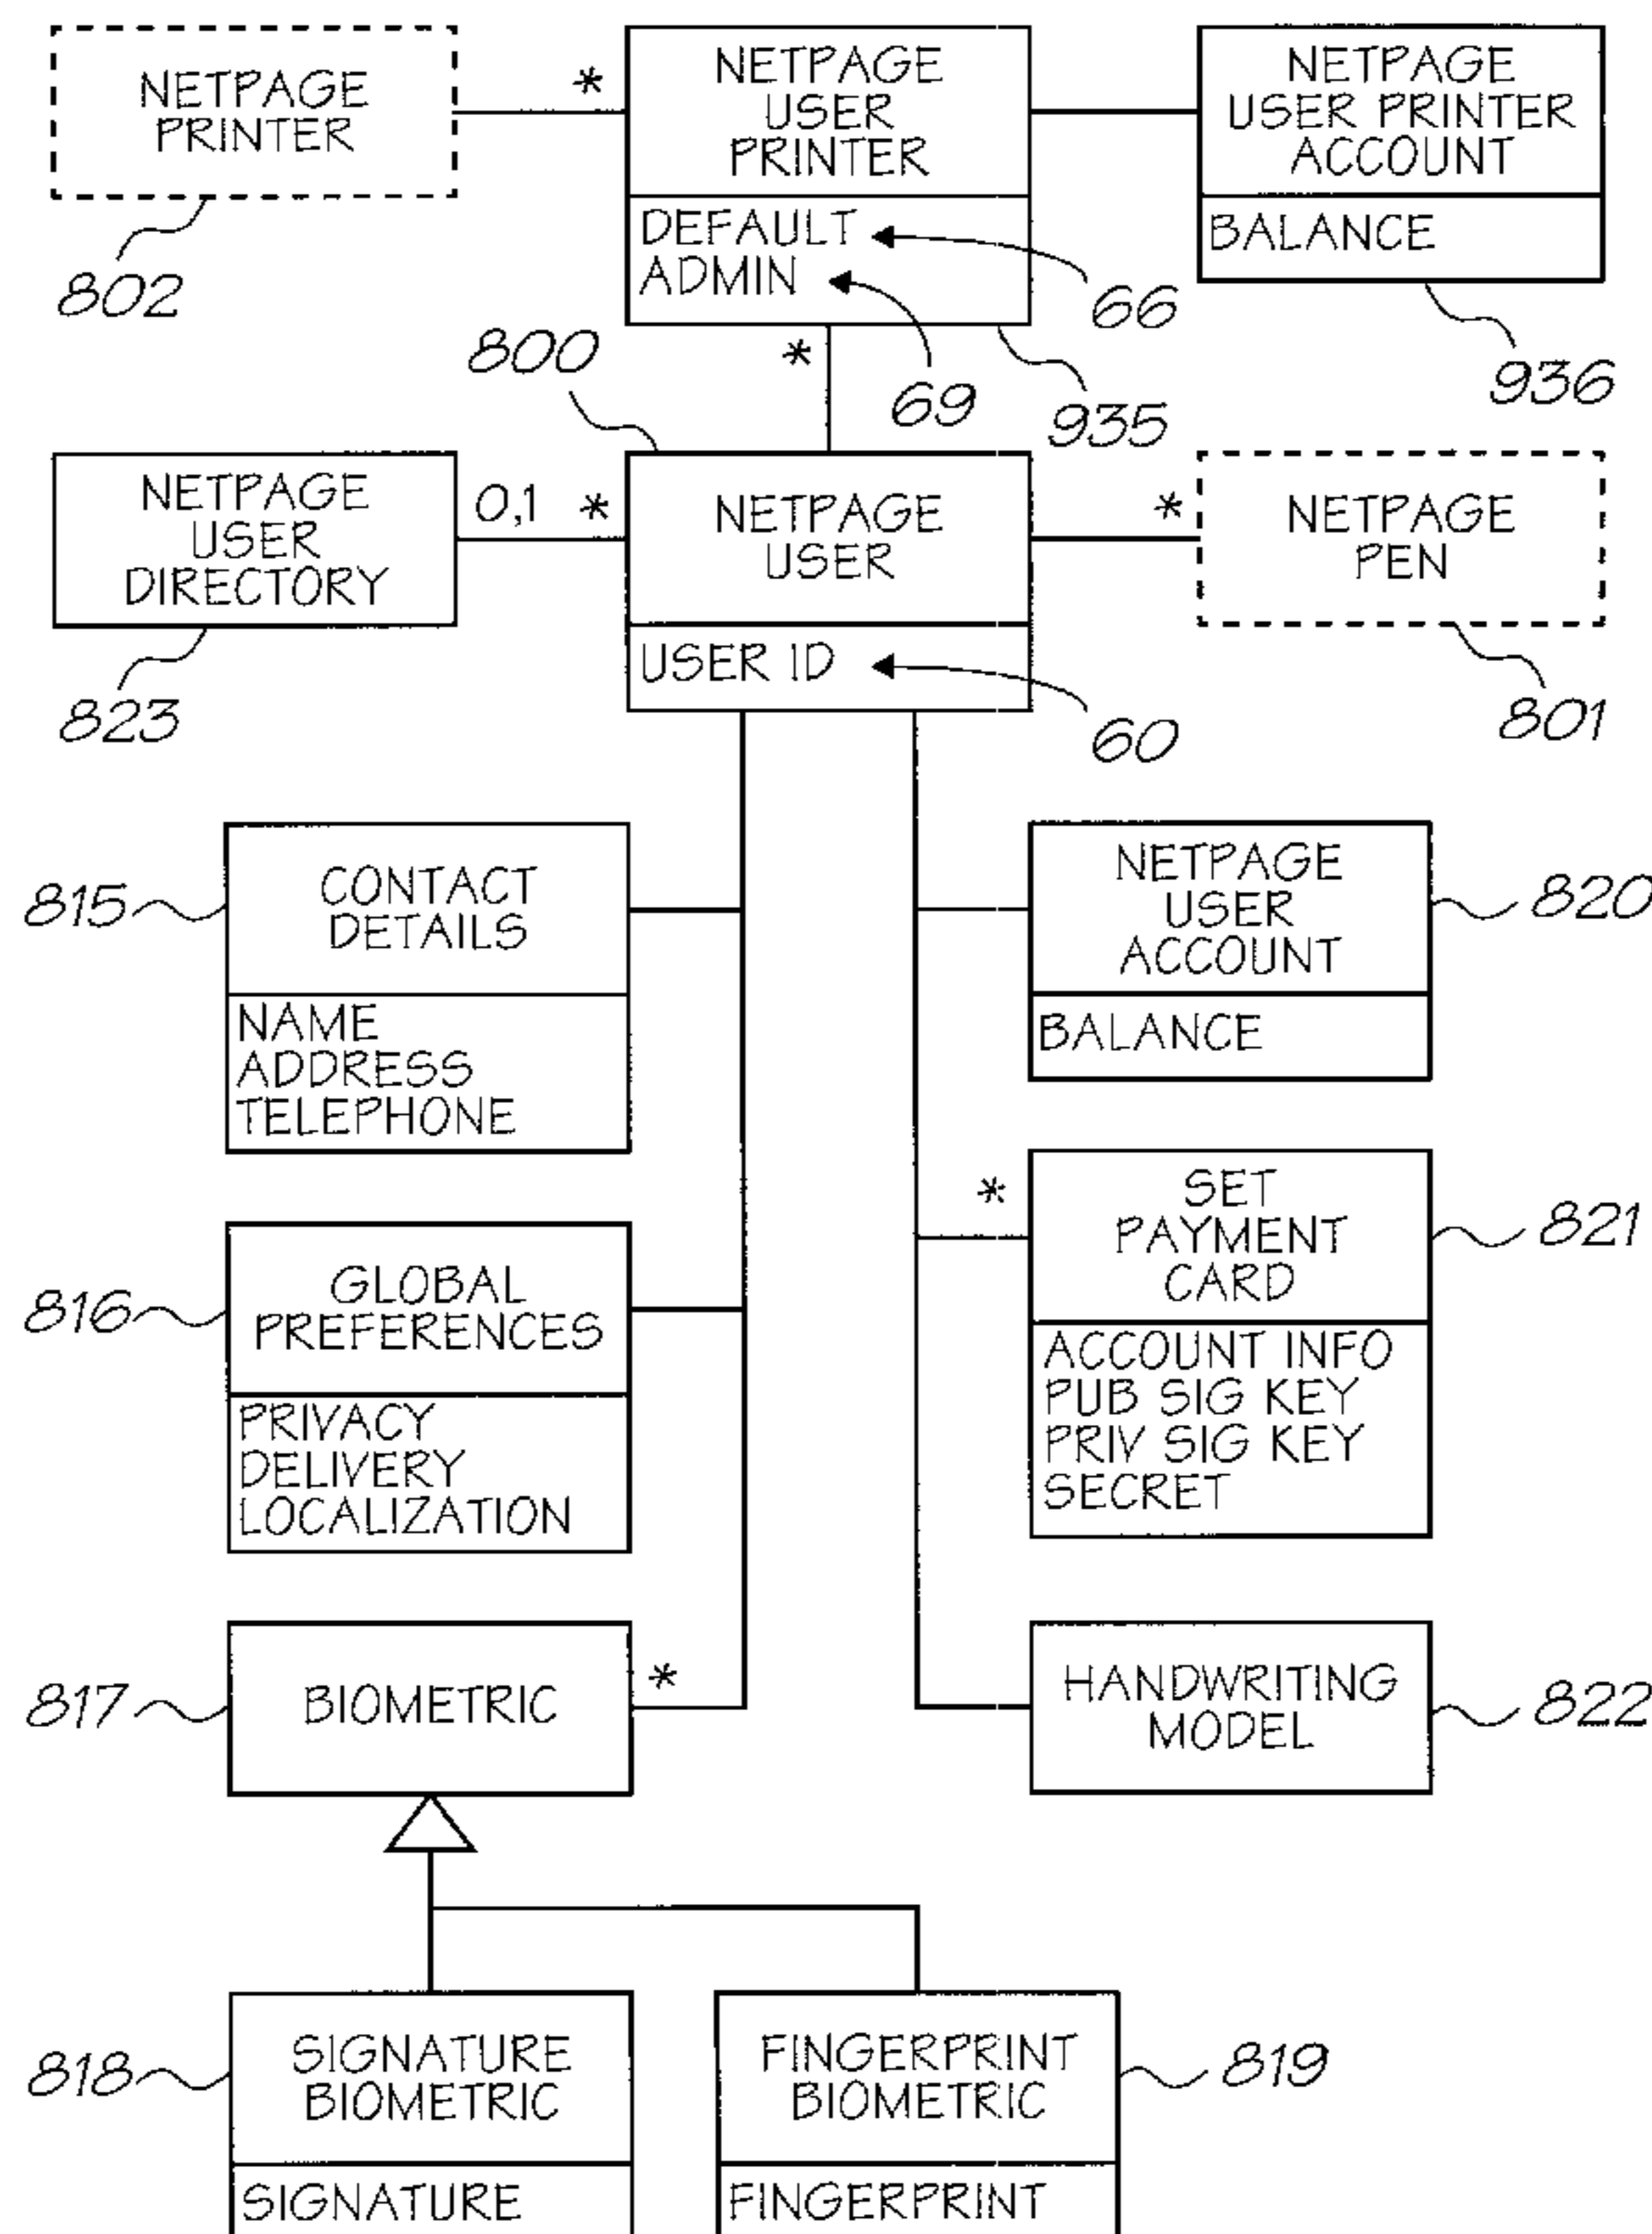 NETPAGE
PRINTER
802
*
NETPAGE
USER
PRINTER
DEFAULT
ADMIN
66
69
935
NETPAGE
USER PRINTER
ACCOUNT
BALANCE
936
*
800
NETPAGE
USER
DIRECTORY
823
0,1 *
NETPAGE
USER
USER ID
60
*
NETPAGE
PEN
801
815
CONTACT
DETAILS
NAME
ADDRESS
TELEPHONE
NETPAGE
USER
ACCOUNT
BALANCE
820
816
GLOBAL
PREFERENCES
PRIVACY
DELIVERY
LOCALIZATION
*
SET
PAYMENT
CARD
ACCOUNT INFO
PUB SIG KEY
PRIV SIG KEY
SECRET
821
817
BIOMETRIC
*
HANDWRITING
MODEL
822
818
SIGNATURE
BIOMETRIC
SIGNATURE
FINGERPRINT
BIOMETRIC
FINGERPRINT
819